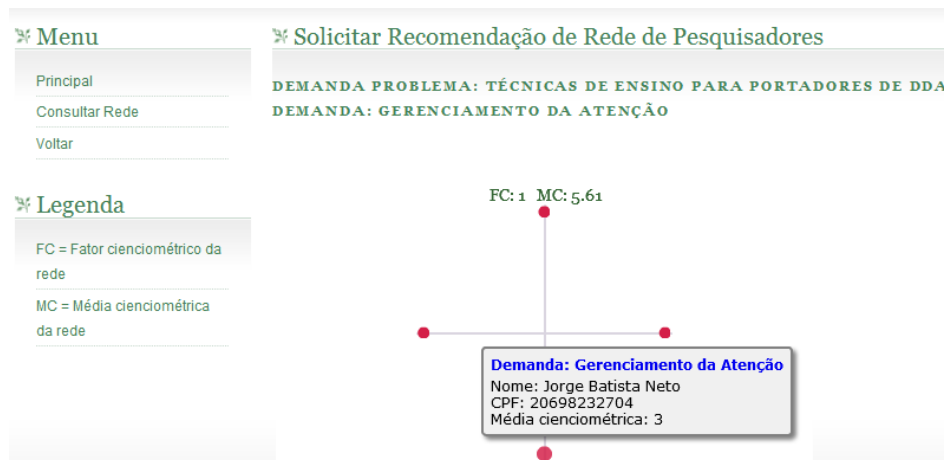 Menu
Principal
Consultar Rede
Voltar
Legenda
FC = Fator cienciométrico da
rede
MC = Média cienciométrica
da rede
Solicitar Recomendação de Rede de Pesquisadores
DEMANDA PROBLEMA: TÉCNICAS DE ENSINO PARA PORTADORES DE DDA
DEMANDA: GERENCIAMENTO DA ATENÇÃO
FC: 1 MC: 5.61
Demanda: Gerenciamento da Atenção
Nome: Jorge Batista Neto
CPF: 20698232704
Média cienciométrica: 3